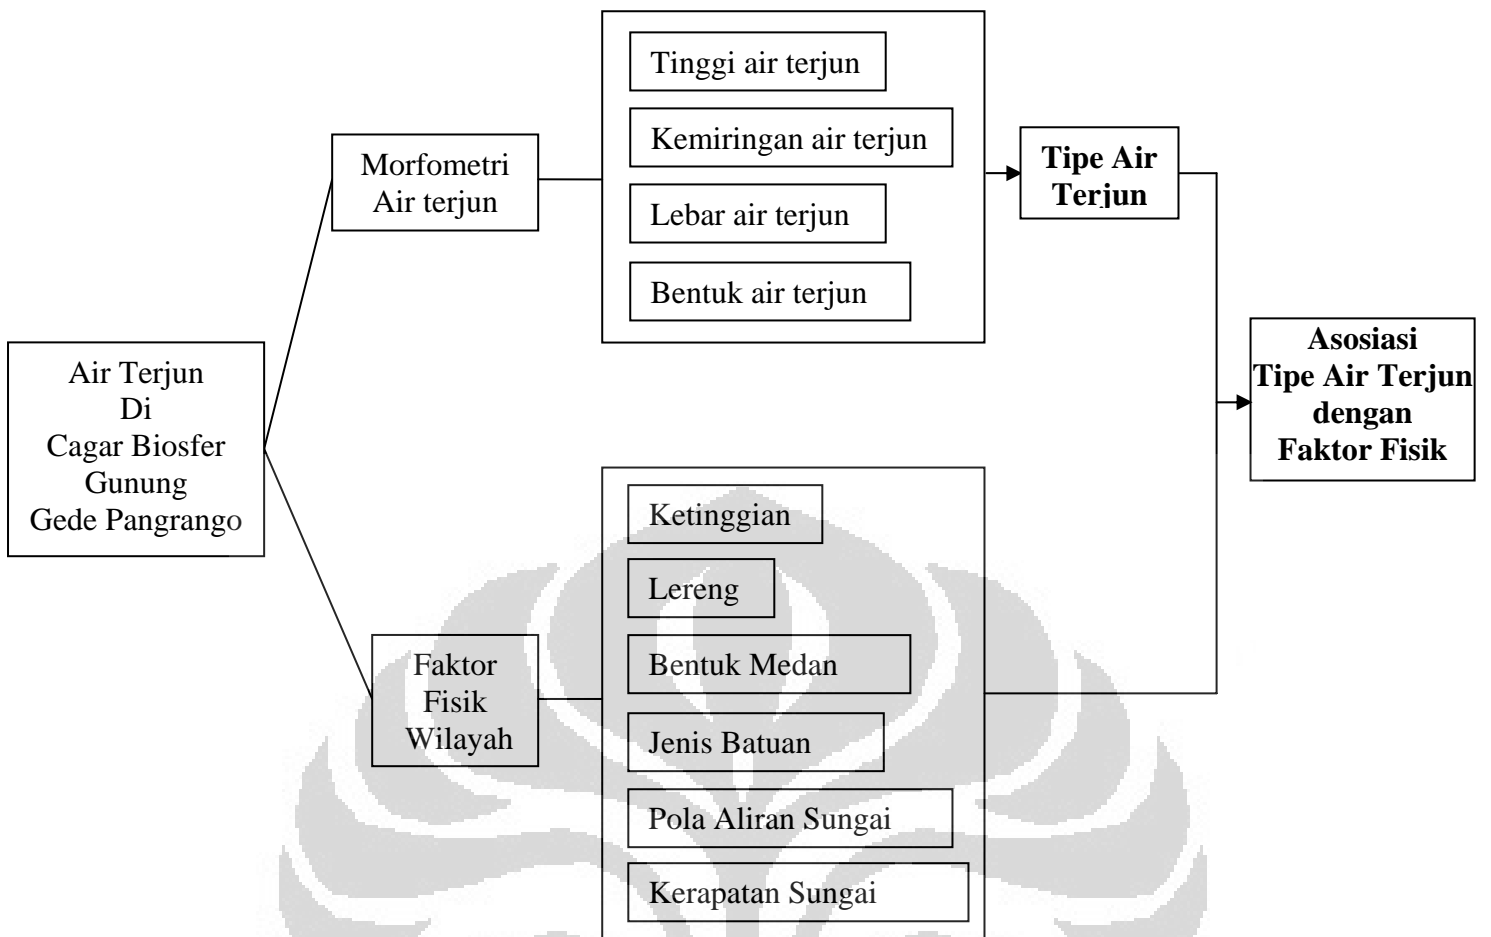 Air Terjun
Di
Cagar Biosfer
Gunung
Gede Pangrango
Morfometri
Air terjun
Tinggi air terjun
Kemiringan air terjun
Lebar air terjun
Bentuk air terjun
Tipe Air
Terjun
Faktor
Fisik
Wilayah
Ketinggian
Lereng
Bentuk Medan
Jenis Batuan
Pola Aliran Sungai
Kerapatan Sungai
Asosiasi
Tipe Air Terjun
dengan
Faktor Fisik